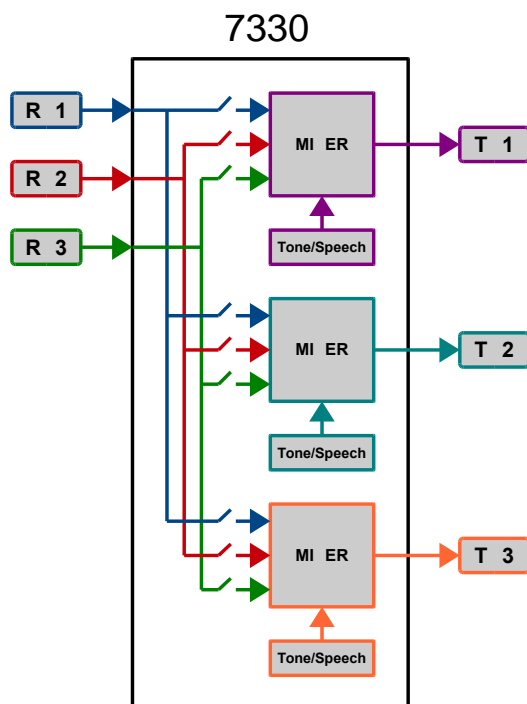 7330
R 1
R 2
R 3
MI ER
Tone/Speech
T 1
MI ER
Tone/Speech
T 2
MI ER
Tone/Speech
T 3